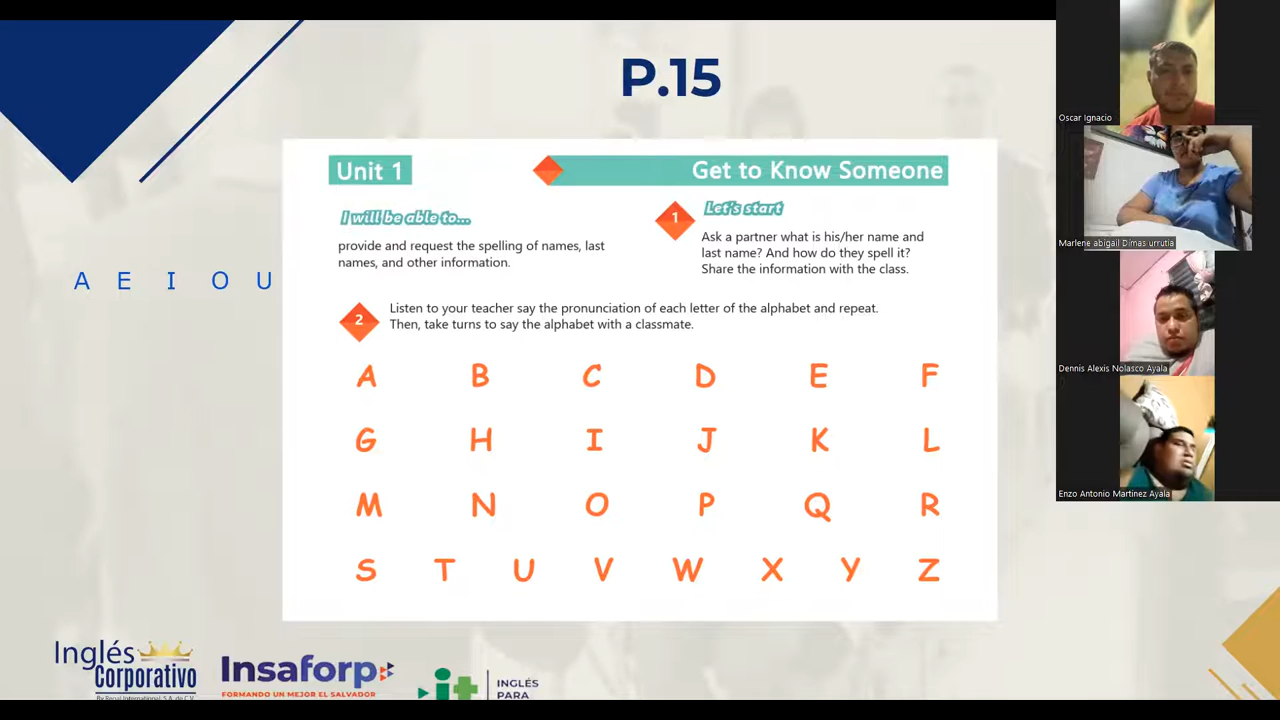 P.15
Unit 1
Get to Know Someone
I will be able to...
provide and request the spelling of names, last
names, and other information.
1
Let's start
Ask a partner what is his/her name and
last name? And how do they spell it?
Share the information with the class.
A E I O U
2
Listen to your teacher say the pronunciation of each letter of the alphabet and repeat.
Then, take turns to say the alphabet with a classmate.
A B C D E F
G H I J K L
M N O P Q R
S T U V W X Y Z
Inglés
Corporativo
By Regal International, S.A. de C.V.
Insaforp
FORMANDO UN MEJOR EL SALVADOR
it
INGLÉS
PARA
Oscar Ignacio
Marlene abigail Dimas urrutia
Dennis Alexis Nolasco Ayala
Enzo Antonio Martinez Ayala